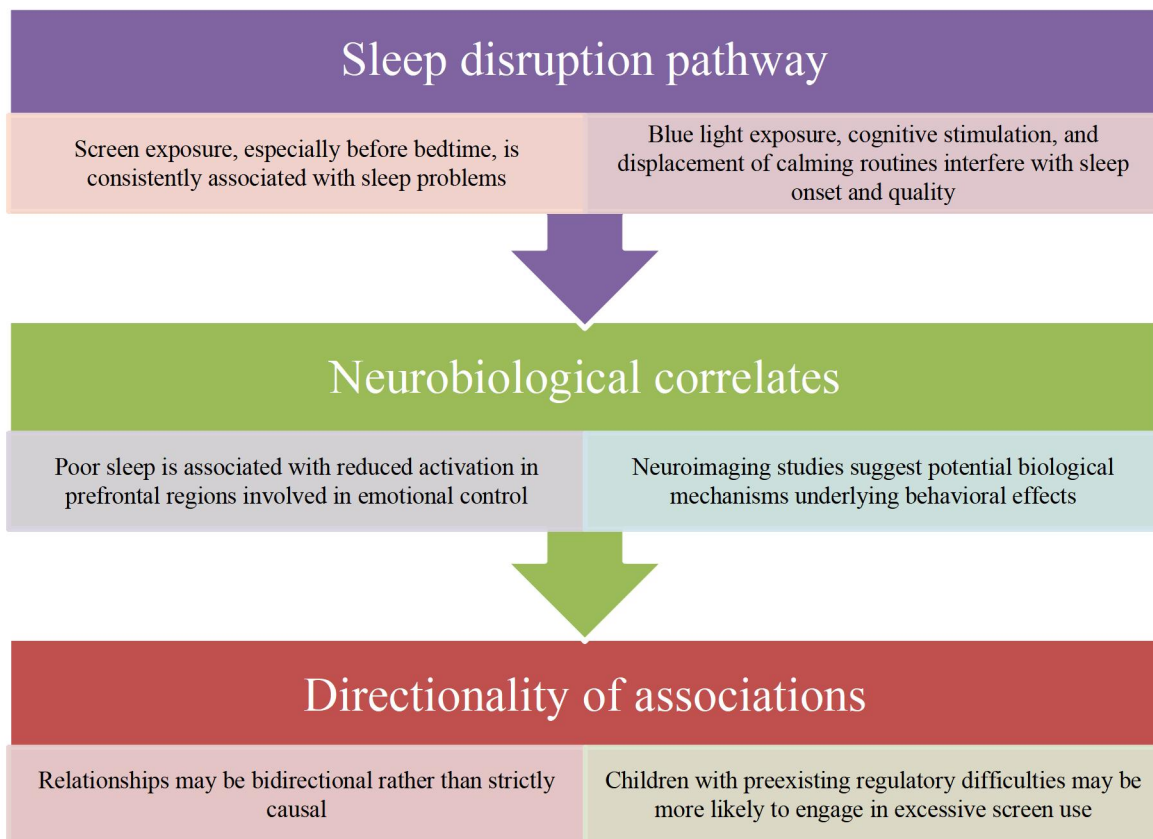 Sleep disruption pathway
Screen exposure, especially before bedtime, is
consistently associated with sleep problems
Blue light exposure, cognitive stimulation, and
displacement of calming routines interfere with sleep
onset and quality
Neurobiological correlates
Poor sleep is associated with reduced activation in
prefrontal regions involved in emotional control
Neuroimaging studies suggest potential biological
mechanisms underlying behavioral effects
Directionality of associations
Relationships may be bidirectional rather than strictly
causal
Children with preexisting regulatory difficulties may be
more likely to engage in excessive screen use